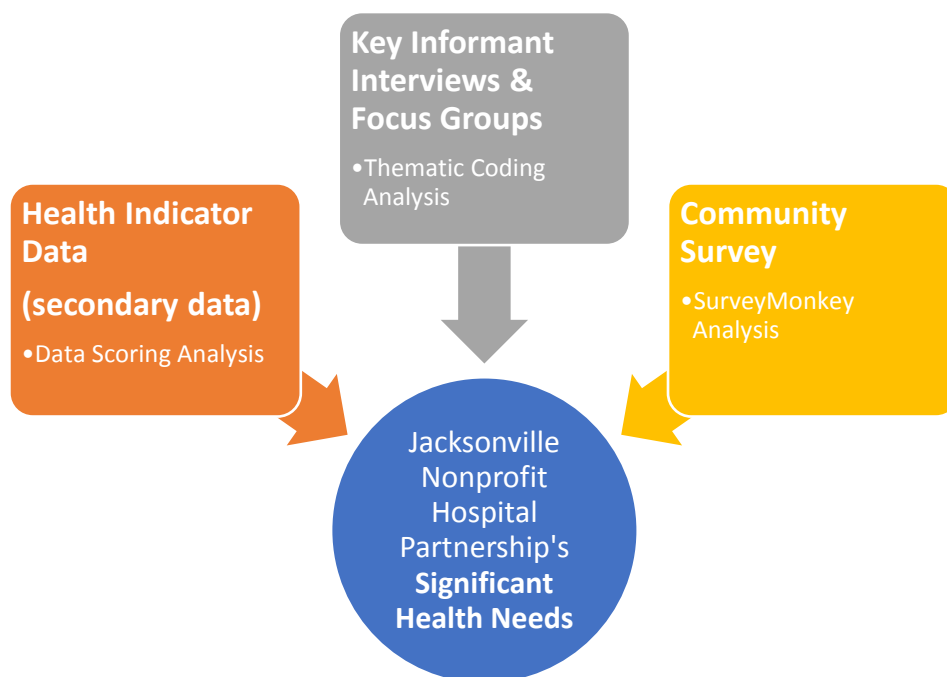 Key Informant
Interviews &
Focus Groups
•Thematic Coding
Analysis
Health Indicator
Data
(secondary data)
•Data Scoring Analysis
Community
Survey
•SurveyMonkey
Analysis
Jacksonville
Nonprofit
Hospital
Partnership's
Significant
Health Needs